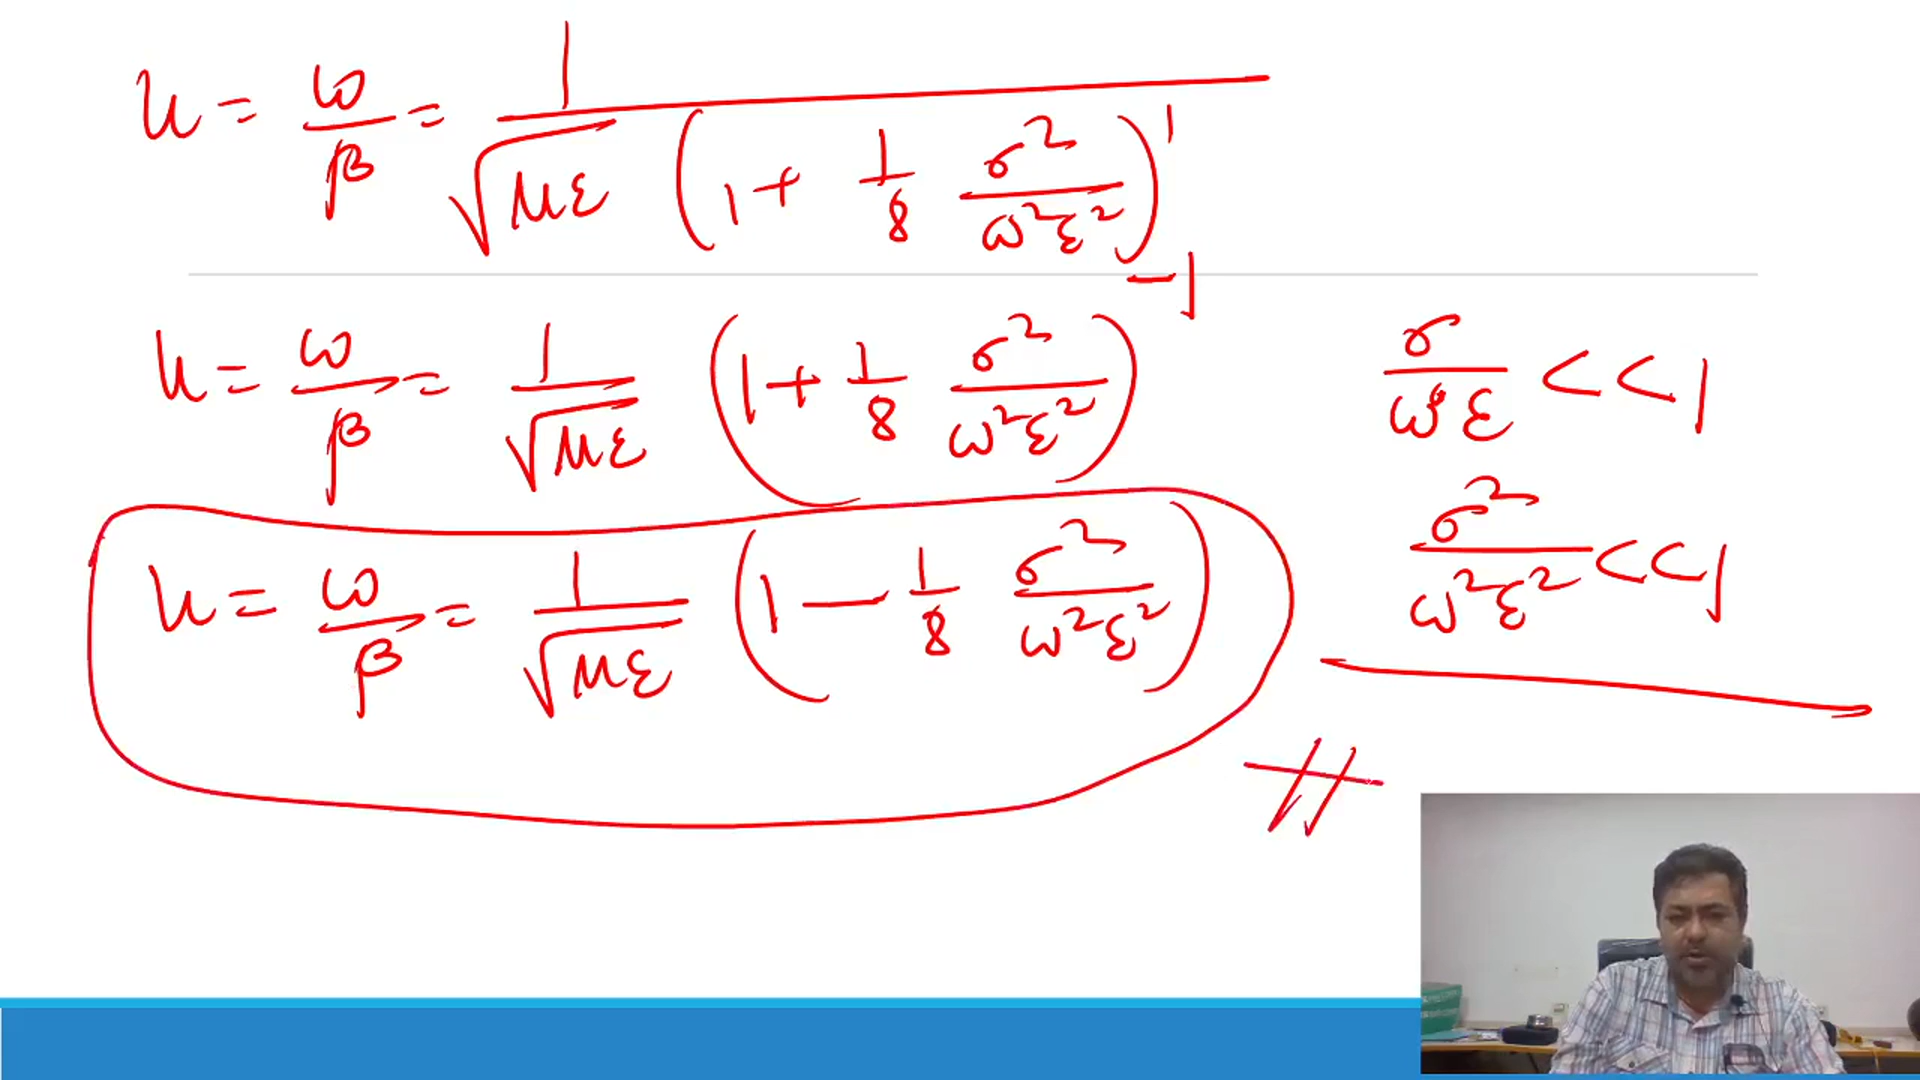 u = ω/β = 1/√με (1 + 1/8 σ²/ω²ε²)¹
u = ω/β = 1/√με (1 + 1/8 σ²/ω²ε²)⁻¹
σ/ωε << 1
σ²/ω²ε² << 1
u = ω/β = 1/√με (1 − 1/8 σ²/ω²ε²)